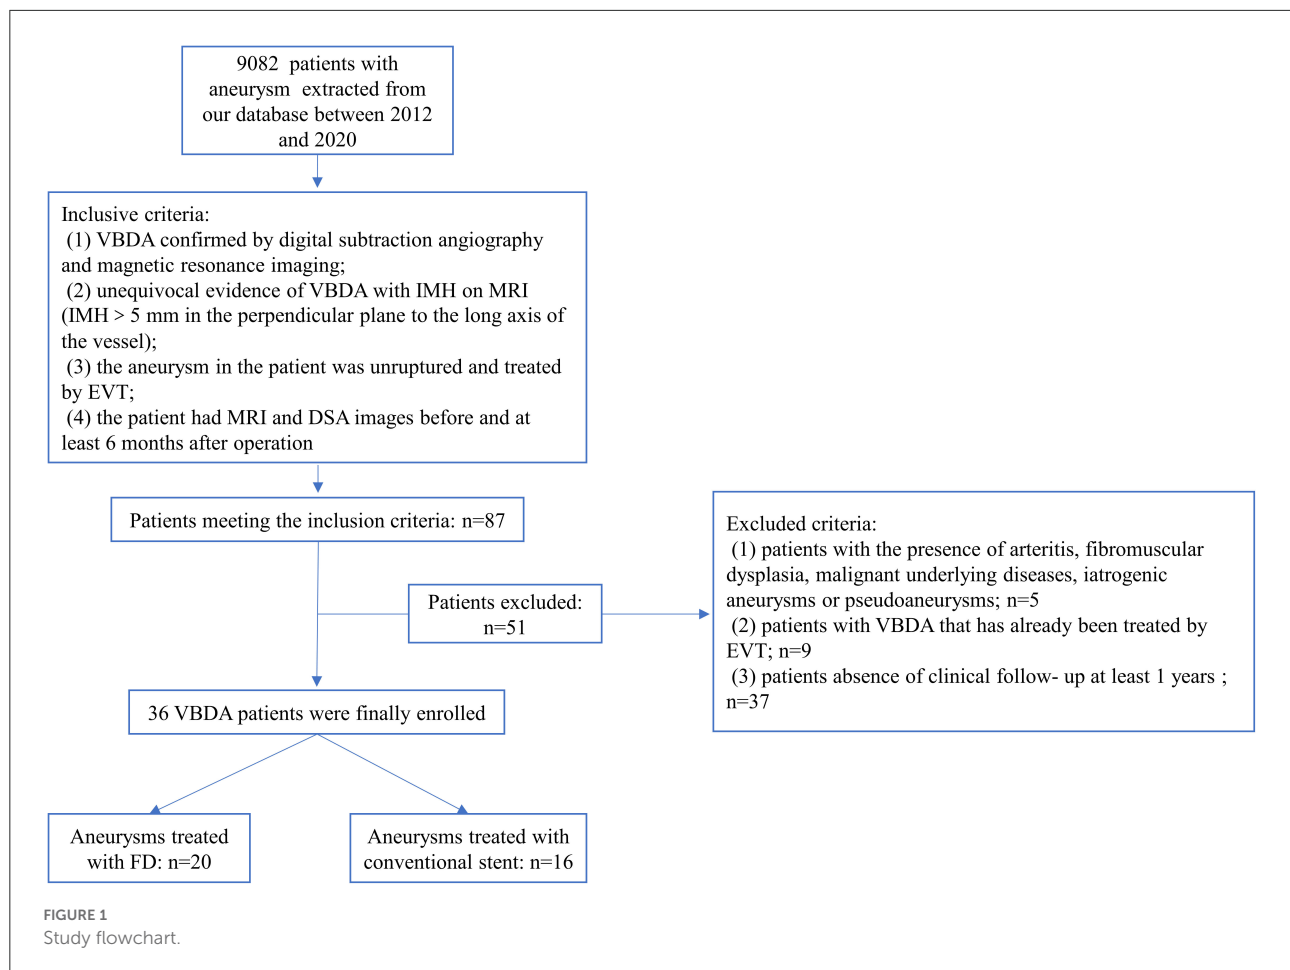 9082 patients with
aneurysm extracted from
our database between 2012
and 2020
Inclusive criteria:
(1) VBDA confirmed by digital subtraction angiography
and magnetic resonance imaging;
(2) unequivocal evidence of VBDA with IMH on MRI
(IMH > 5 mm in the perpendicular plane to the long axis of
the vessel);
(3) the aneurysm in the patient was unruptured and treated
by EVT;
(4) the patient had MRI and DSA images before and at
least 6 months after operation
Patients meeting the inclusion criteria: n=87
Patients excluded:
n=51
Excluded criteria:
(1) patients with the presence of arteritis, fibromuscular
dysplasia, malignant underlying diseases, iatrogenic
aneurysms or pseudoaneurysms; n=5
(2) patients with VBDA that has already been treated by
EVT; n=9
(3) patients absence of clinical follow- up at least 1 years ;
n=37
36 VBDA patients were finally enrolled
Aneurysms treated
with FD: n=20
Aneurysms treated with
conventional stent: n=16
FIGURE 1
Study flowchart.